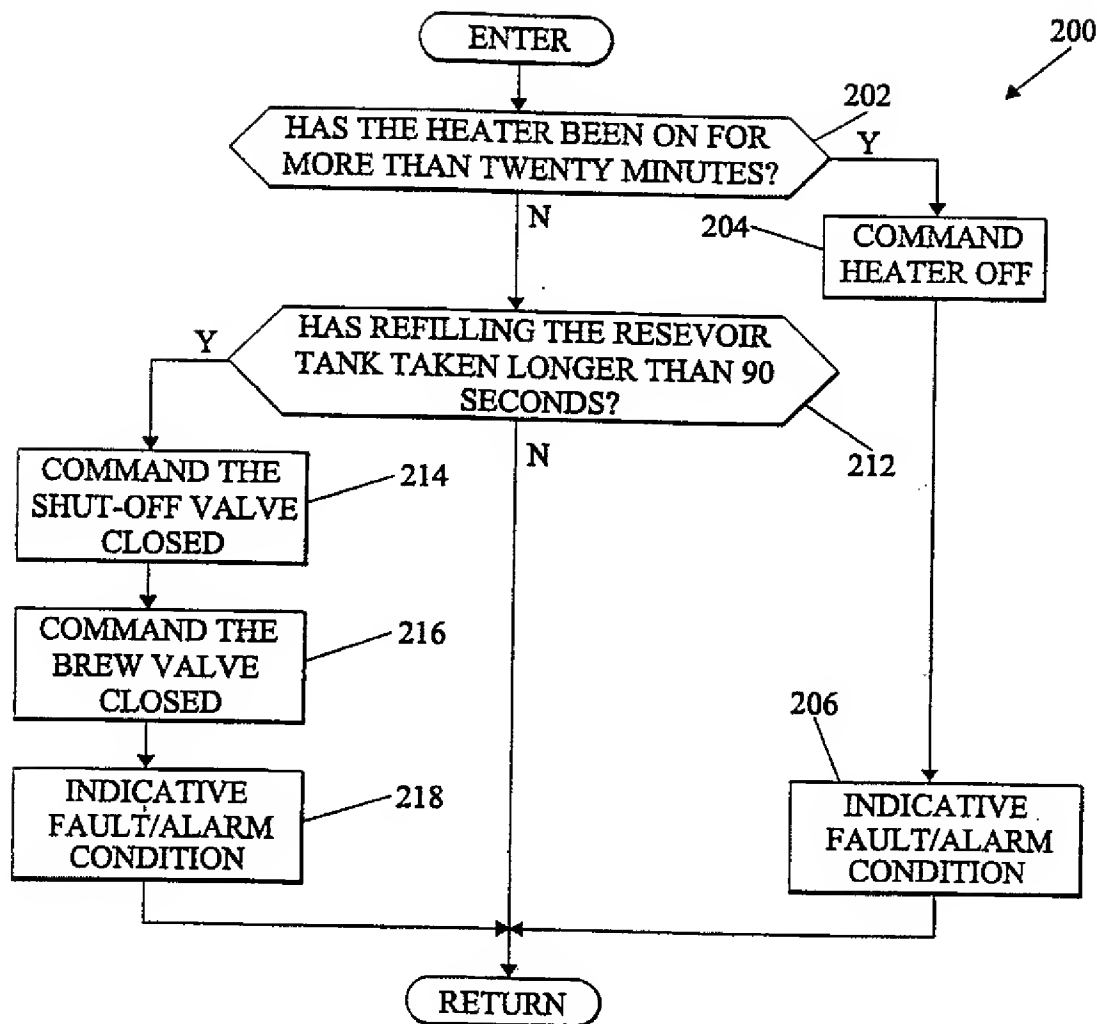 ENTER
200
202
HAS THE HEATER BEEN ON FOR
MORE THAN TWENTY MINUTES?
Y
N
204
COMMAND
HEATER OFF
Y
HAS REFILLING THE RESEVOIR
TANK TAKEN LONGER THAN 90
SECONDS?
N
212
COMMAND THE
SHUT-OFF VALVE
CLOSED
214
COMMAND THE
BREW VALVE
CLOSED
216
206
INDICATIVE
FAULT/ALARM
CONDITION
218
INDICATIVE
FAULT/ALARM
CONDITION
RETURN